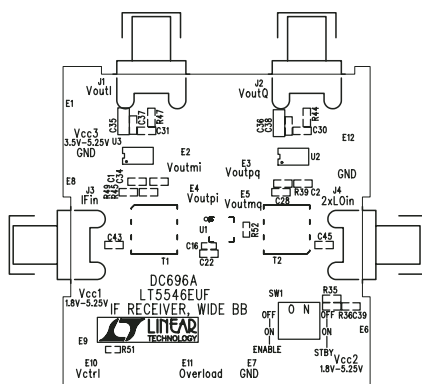 J1
VoutI
J2
VoutQ
E1
C35
C37
R47
C31
C36
C38
R44
C30
E12
Vcc3
3.5V-5.25V
GND
U3
E2
Voutmi
U2
Voutpq
E3
GND
E8
J3
IFin
R49
R45
C1
C34
E4
Voutpi
E5
Voutmq
C28
R39
C2
J4
2xLOin
C43
T1
U1
C16
C22
R52
T2
C45
DC696A
LT5546EUF
IF RECEIVER, WIDE BB
Vcc1
1.8V-5.25V
LINEAR
TECHNOLOGY
SW1
O N
OFF
ON
ENABLE
OFF
ON
STBY
R35
R36
C39
E6
E9
R51
E10
Vctrl
E11
Overload
E7
GND
Vcc2
1.8V-5.25V